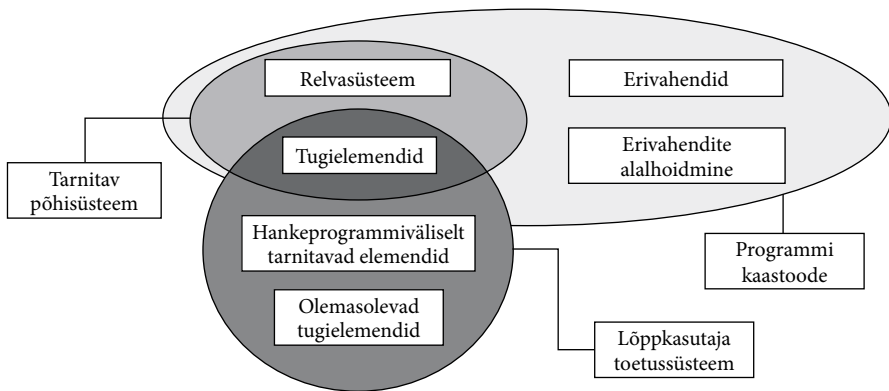 Relvasüsteem
Erivahendid
Tugielemendid
Erivahendite
alalhoidmine
Tarnitav
põhisüsteem
Hankeprogrammiväliselt
tarnitavad elemendid
Programmi
kaastoode
Olemasolevad
tugielemendid
Lõppkasutaja
toetussüsteem